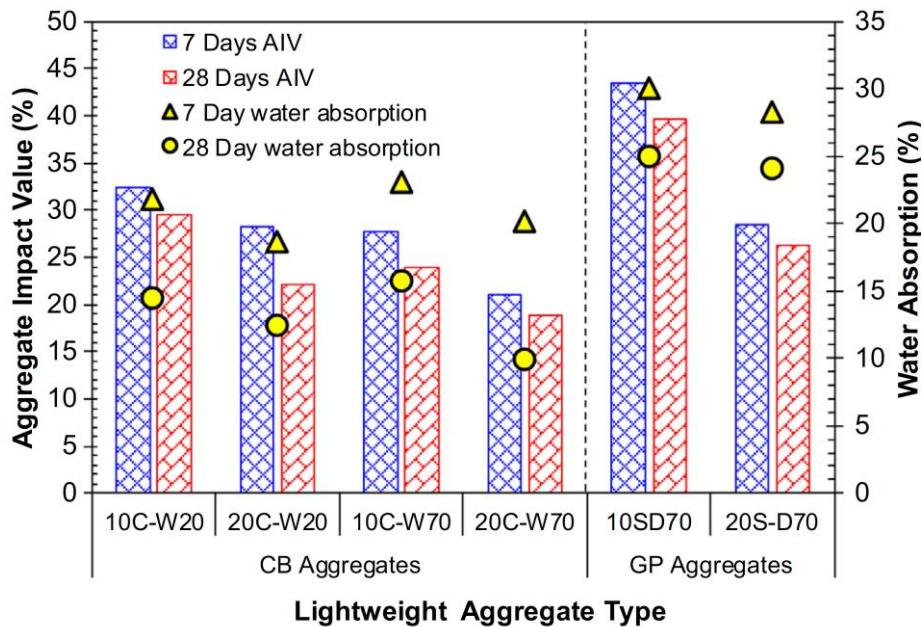 50
45
40
35
30
25
20
15
10
5
0
Aggregate Impact Value (%)
7 Days AIV
28 Days AIV
7 Day water absorption
28 Day water absorption
35
30
25
20
15
10
5
0
Water Absorption (%)
10C-W20 20C-W20 10C-W70 20C-W70 10SD70 20S-D70
CB Aggregates GP Aggregates
Lightweight Aggregate Type